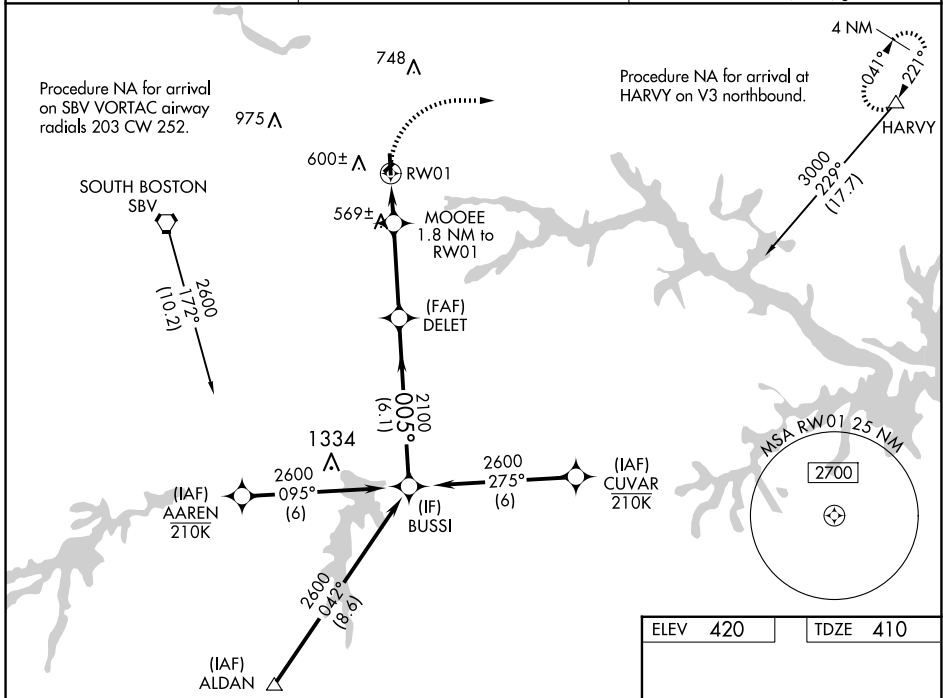 4 NM
041°
221°
HARVY
748
Procedure NA for arrival
on SBV VORTAC airway
radials 203 CW 252.
975
Procedure NA for arrival at
HARVY on V3 northbound.
600±
RW01
3000
229°
(17.7)
SOUTH BOSTON
SBV
569±
MOOEE
1.8 NM to
RW01
2600
172°
(10.2)
(FAF)
DELET
2100
005°
(6.1)
1334
MSA RW01 25 NM
2700
(IAF)
AAREN
210K
2600
095°
(6)
(IF)
BUSSI
2600
275°
(6)
(IAF)
CUVAR
210K
2600
042°
(8.6)
(IAF)
ALDAN
ELEV 420
TDZE 410